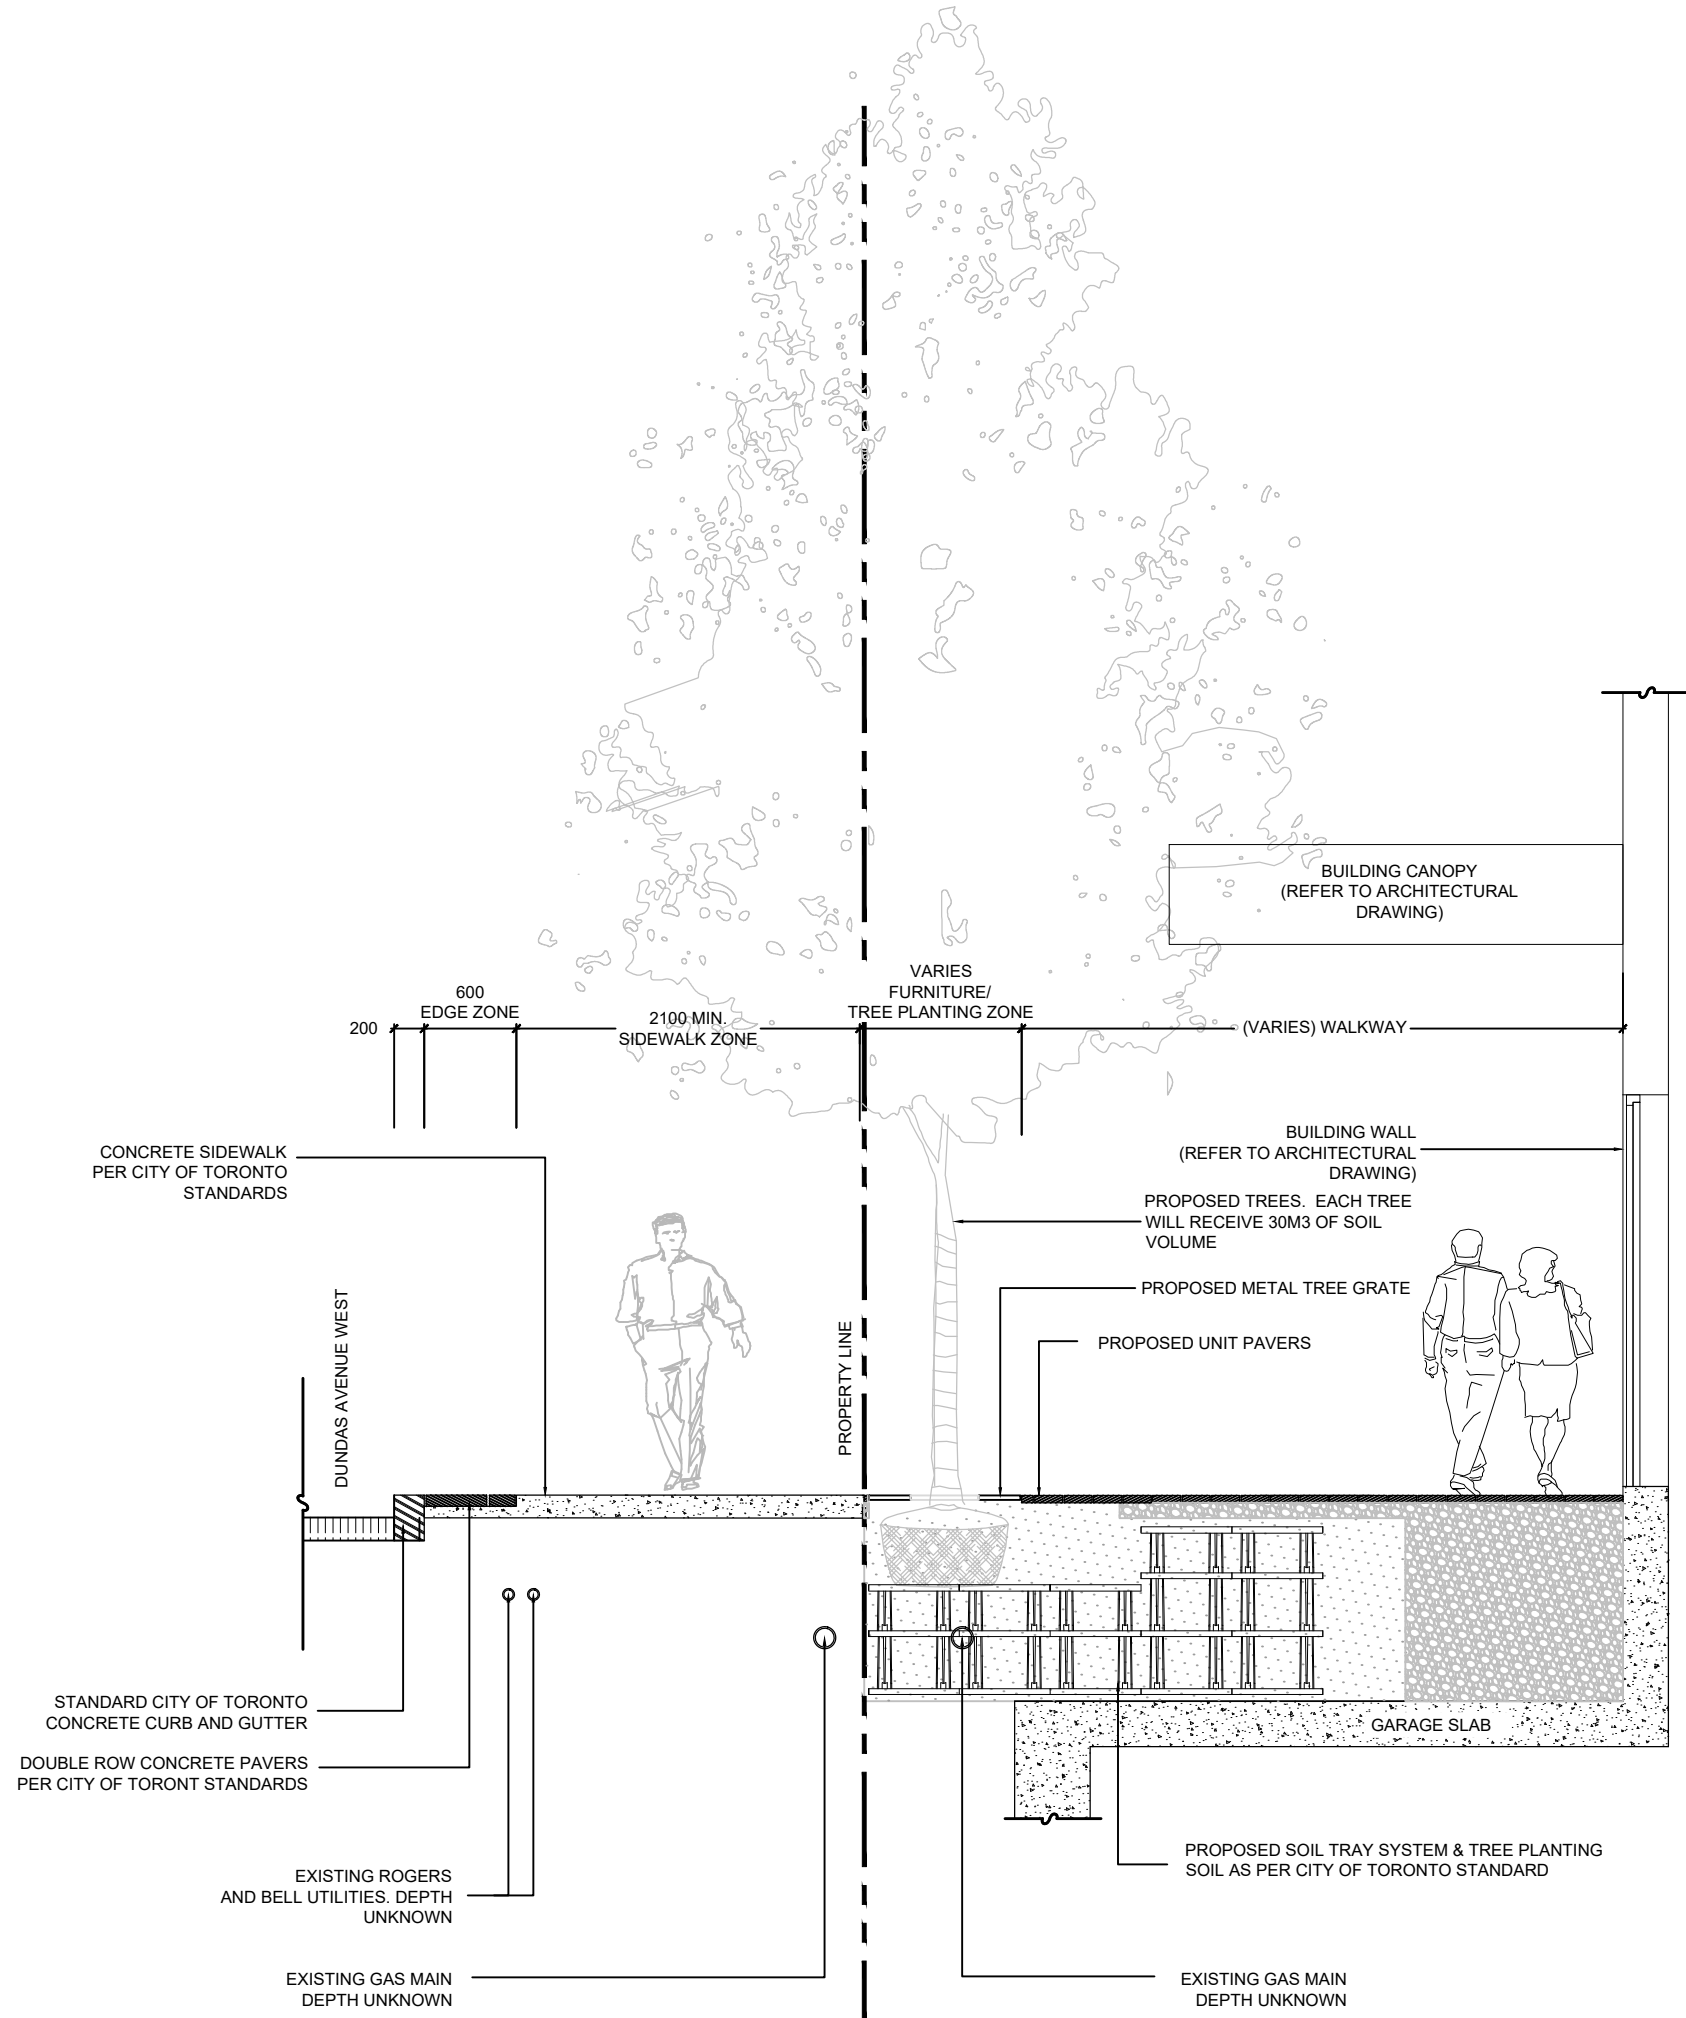 BUILDING CANOPY
(REFER TO ARCHITECTURAL
DRAWING)
VARIES
FURNITURE/
TREE PLANTING ZONE
600
EDGE ZONE
200
2100 MIN.
SIDEWALK ZONE
(VARIES) WALKWAY
CONCRETE SIDEWALK
PER CITY OF TORONTO
STANDARDS
BUILDING WALL
(REFER TO ARCHITECTURAL
DRAWING)
PROPOSED TREES. EACH TREE
WILL RECEIVE 30M3 OF SOIL
VOLUME
PROPOSED METAL TREE GRATE
PROPOSED UNIT PAVERS
DUNDAS AVENUE WEST
PROPERTY LINE
STANDARD CITY OF TORONTO
CONCRETE CURB AND GUTTER
GARAGE SLAB
DOUBLE ROW CONCRETE PAVERS
PER CITY OF TORONT STANDARDS
PROPOSED SOIL TRAY SYSTEM & TREE PLANTING
SOIL AS PER CITY OF TORONTO STANDARD
EXISTING ROGERS
AND BELL UTILITIES. DEPTH
UNKNOWN
EXISTING GAS MAIN
DEPTH UNKNOWN
EXISTING GAS MAIN
DEPTH UNKNOWN